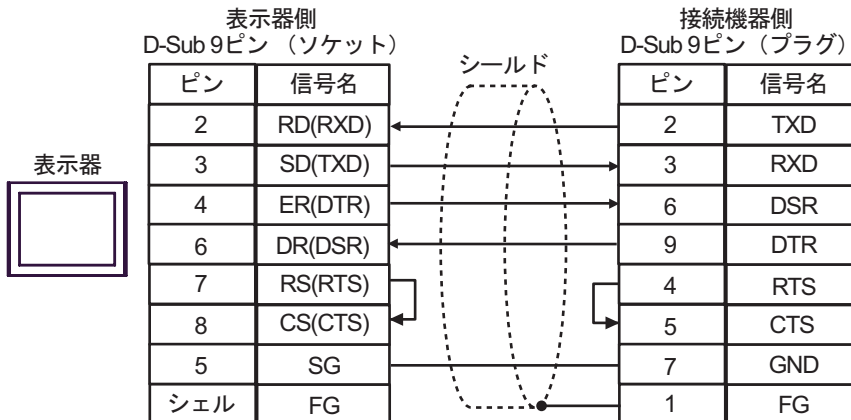 表示器側
D-Sub 9ピン （ソケット）
接続機器側
D-Sub 9ピン（プラグ）
シールド
表示器
ピン 信号名 ピン 信号名
2 RD(RXD) 2 TXD
3 SD(TXD) 3 RXD
4 ER(DTR) 6 DSR
6 DR(DSR) 9 DTR
7 RS(RTS) 4 RTS
8 CS(CTS) 5 CTS
5 SG 7 GND
シェル FG 1 FG